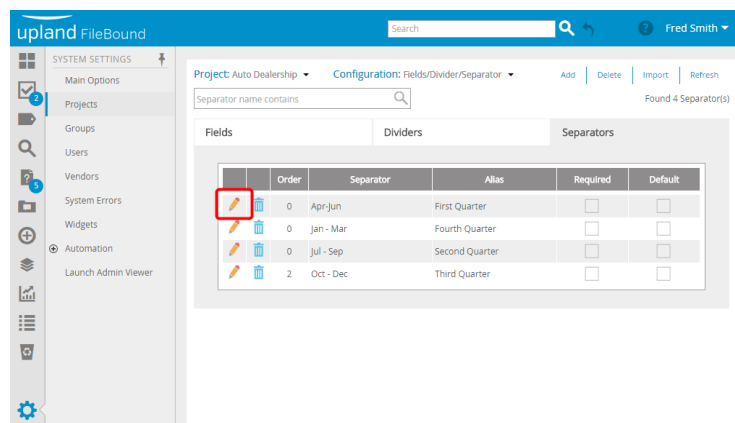 upland FileBound
Search
? Fred Smith
SYSTEM SETTINGS
Main Options
Projects
Groups
Users
Vendors
System Errors
Widgets
Automation
Launch Admin Viewer
2
?
5
Project: Auto Dealership Configuration: Fields/Divider/Separator Add Delete Import Refresh
Separator name contains Found 4 Separator(s)
Fields Dividers Separators
Order Separator Alias Required Default
0 Apr-Jun First Quarter
0 Jan - Mar Fourth Quarter
0 Jul - Sep Second Quarter
2 Oct - Dec Third Quarter